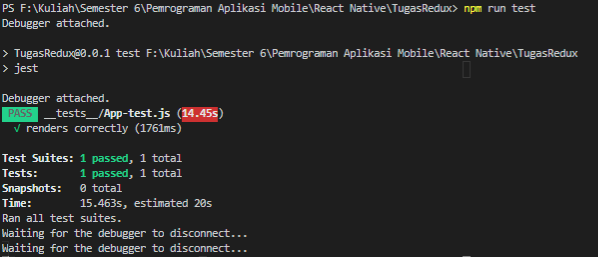 PS F:\Kuliah\Semester 6\Pemrograman Aplikasi Mobile\React Native\TugasRedux> npm run test
Debugger attached.
> TugasRedux@0.0.1 test F:\Kuliah\Semester 6\Pemrograman Aplikasi Mobile\React Native\TugasRedux
> jest
Debugger attached.
PASS __tests__/App-test.js (14.45s)
√ renders correctly (1761ms)
Test Suites: 1 passed, 1 total
Tests: 1 passed, 1 total
Snapshots: 0 total
Time: 15.463s, estimated 20s
Ran all test suites.
Waiting for the debugger to disconnect...
Waiting for the debugger to disconnect...